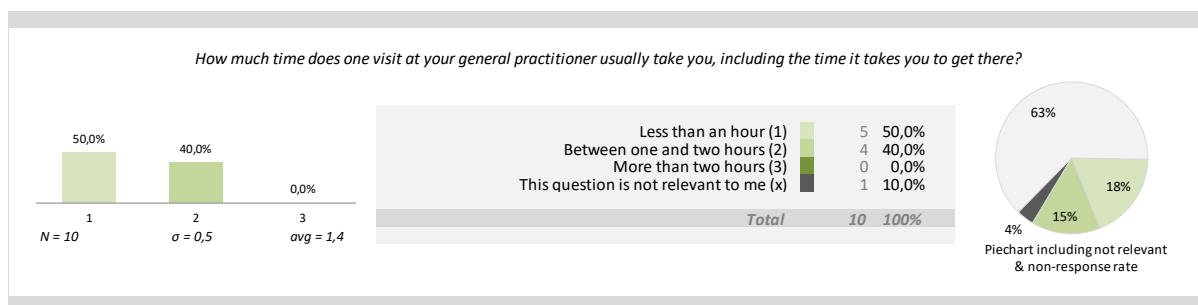 How much time does one visit at your general practitioner usually take you, including the time it takes you to get there?
50,0%
40,0%
0,0%
1 2 3
N = 10 σ = 0,5 avg = 1,4
Less than an hour (1) 5 50,0%
Between one and two hours (2) 4 40,0%
More than two hours (3) 0 0,0%
This question is not relevant to me (x) 1 10,0%
Total 10 100%
63%
18%
15%
4%
Piechart including not relevant
& non-response rate